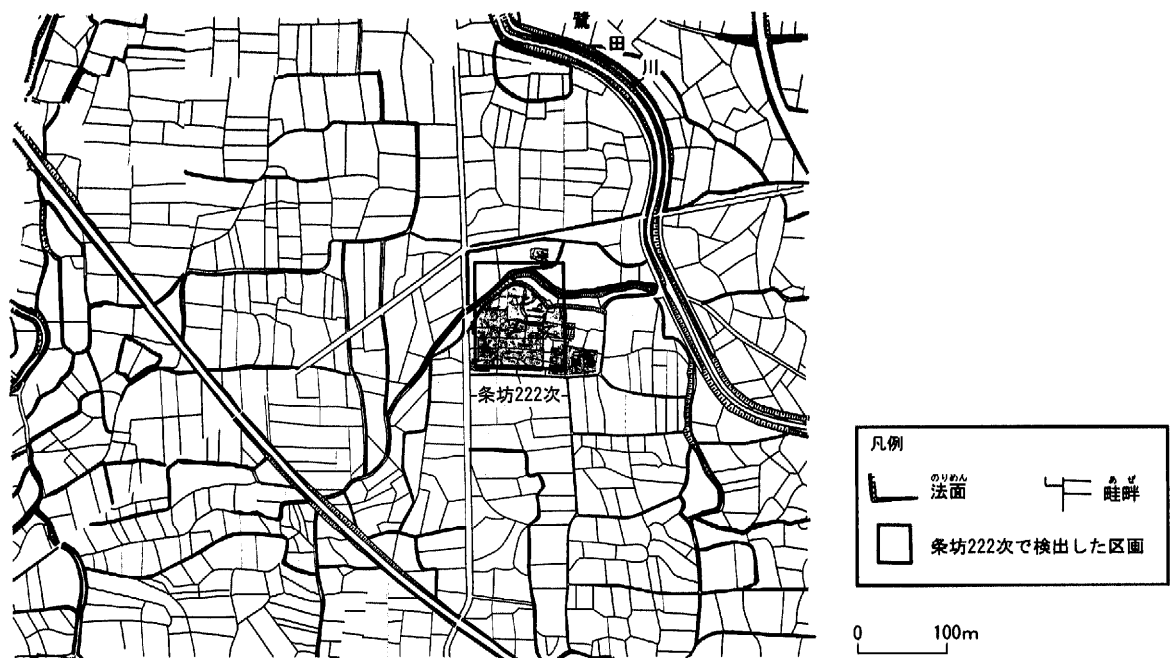 鷺
田
川
条坊222次
凡例
のりめん
法面
あぜ
畦畔
条坊222次で検出した区画
0 100m